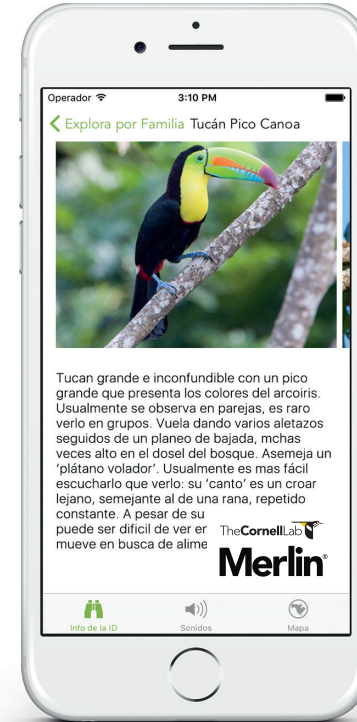 Operador 3:10 PM
Explora por Familia Tucán Pico Canoa
Tucan grande e inconfundible con un pico
grande que presenta los colores del arcoiris.
Usualmente se observa en parejas, es raro
verlo en grupos. Vuela dando varios aletazos
seguidos de un planeo de bajada, mchas
veces alto en el dosel del bosque. Asemeja un
'plátano volador'. Usualmente es mas fácil
escucharlo que verlo: su 'canto' es un croar
lejano, semejante al de una rana, repetido
constante. A pesar de su
puede ser dificil de ver
mueve en busca de
TheCornellLab
Merlin®
Info de la ID Sonidos Mapa